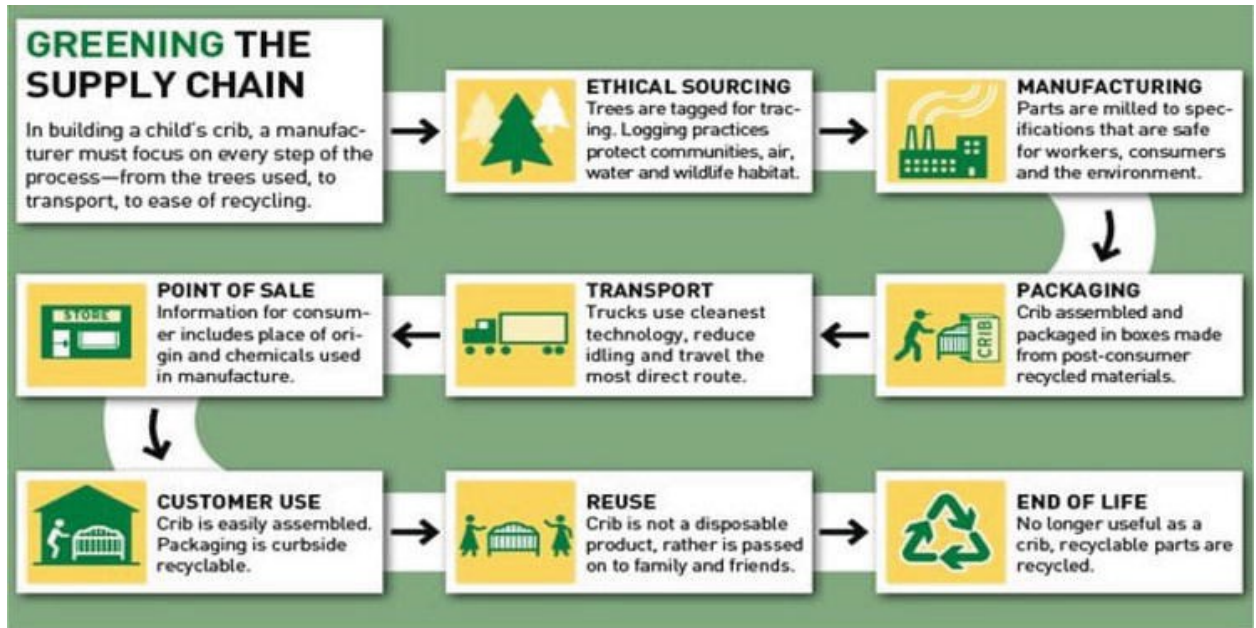 GREENING THE
SUPPLY CHAIN
In building a child's crib, a manufac-
turer must focus on every step of the
process—from the trees used, to
transport, to ease of recycling.
ETHICAL SOURCING
Trees are tagged for trac-
ing. Logging practices
protect communities, air,
water and wildlife habitat.
MANUFACTURING
Parts are milled to spec-
ifications that are safe
for workers, consumers
and the environment.
PACKAGING
Crib assembled and
packaged in boxes made
from post-consumer
recycled materials.
CRIB
TRANSPORT
Trucks use cleanest
technology, reduce
idling and travel the
most direct route.
POINT OF SALE
Information for consum-
er includes place of ori-
gin and chemicals used
in manufacture.
STORE
CUSTOMER USE
Crib is easily assembled.
Packaging is curbside
recyclable.
REUSE
Crib is not a disposable
product, rather is passed
on to family and friends.
END OF LIFE
No longer useful as a
crib, recyclable parts are
recycled.